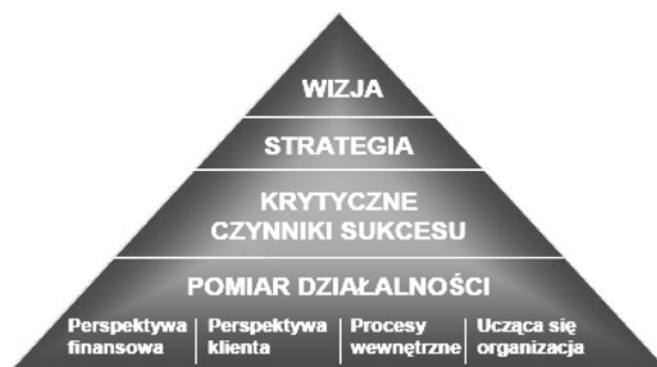 WIZJA
STRATEGIA
KRYTYCZNE
CZYNNIKI SUKCESU
POMIAR DZIAŁALNOŚCI
Perspektywa finansowa
Perspektywa klienta
Procesy wewnętrzne
Ucząca się organizacja